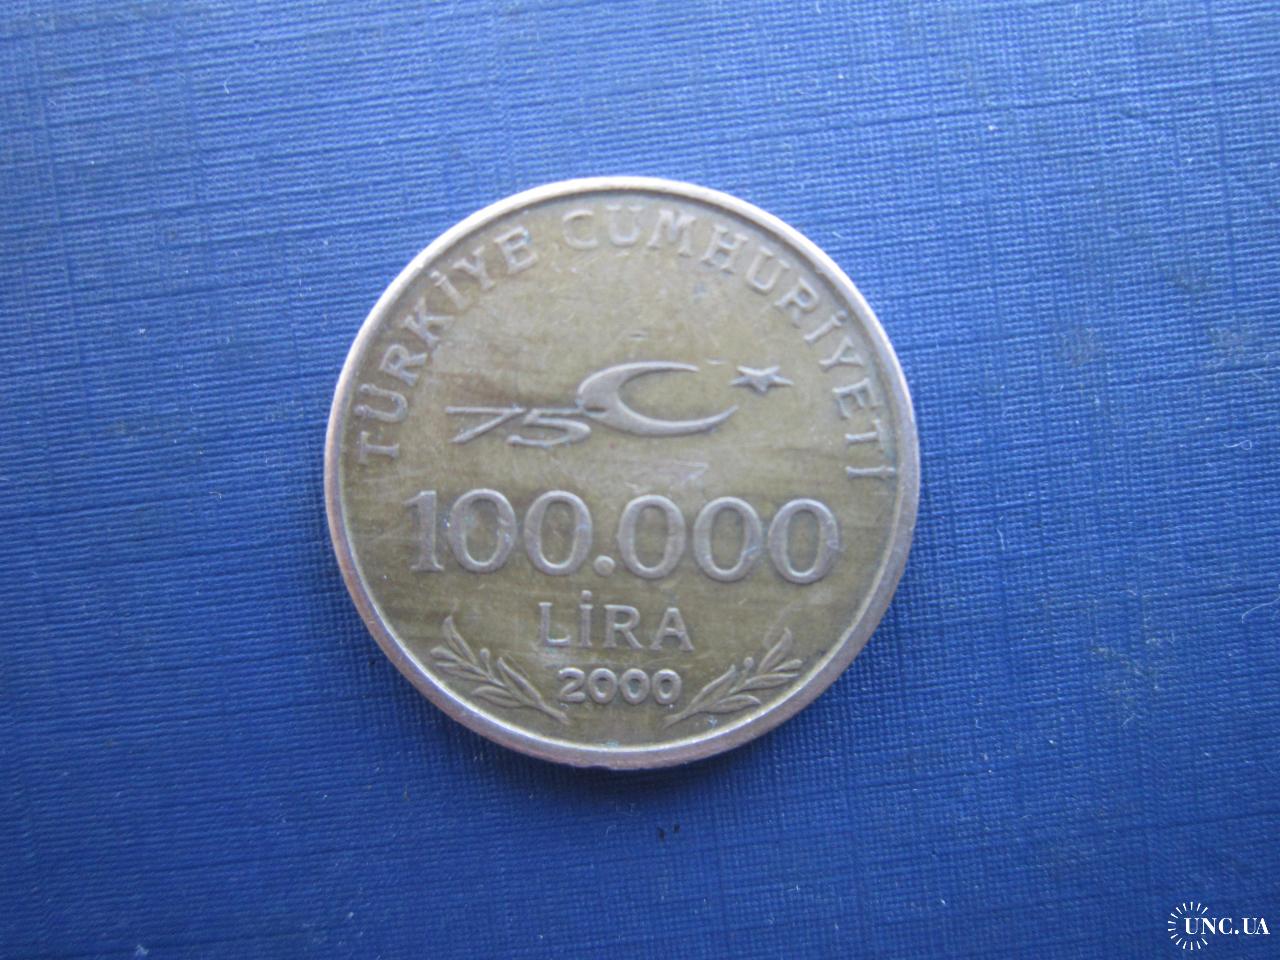 TÜRKİYE CUMHURİYETİ
75
100.000
LİRA
2000
UNC.UA